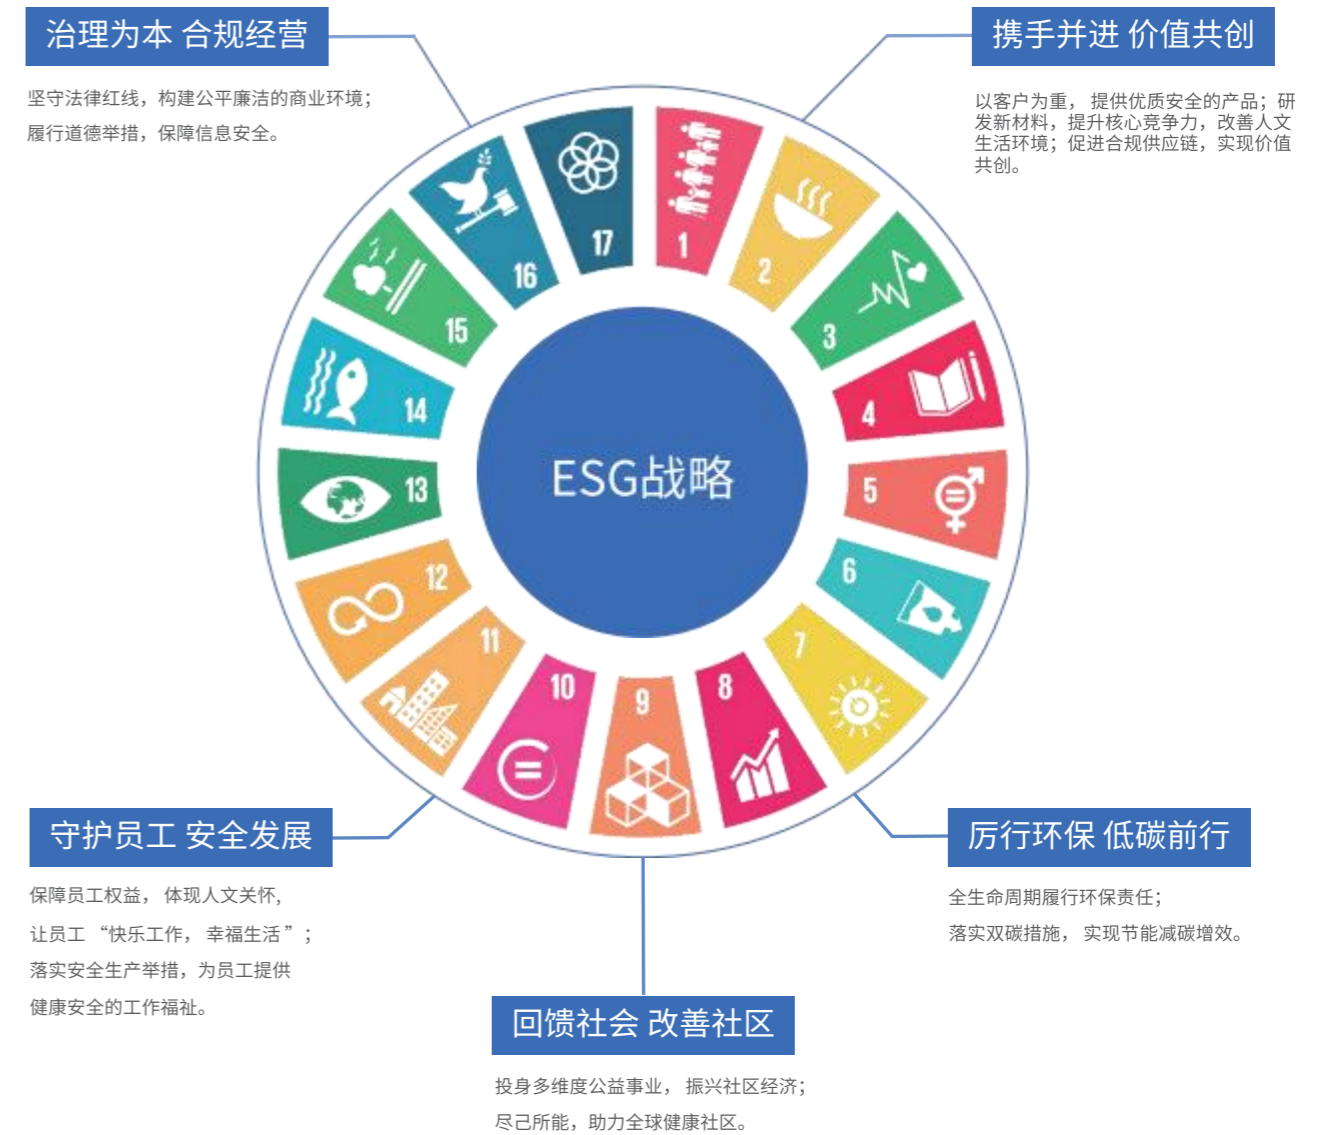 治理为本 合规经营
坚守法律红线，构建公平廉洁的商业环境；
履行道德举措，保障信息安全。
携手并进 价值共创
以客户为重， 提供优质安全的产品；研
发新材料，提升核心竞争力，改善人文
生活环境；促进合规供应链，实现价值
共创。
17
1
2
3
4
5
6
7
8
9
10
11
12
13
14
15
16
ESG战略
守护员工 安全发展
保障员工权益， 体现人文关怀,
让员工 “快乐工作， 幸福生活 ”；
落实安全生产举措，为员工提供
健康安全的工作福祉。
厉行环保 低碳前行
全生命周期履行环保责任；
落实双碳措施， 实现节能减碳增效。
回馈社会 改善社区
投身多维度公益事业， 振兴社区经济；
尽己所能，助力全球健康社区。